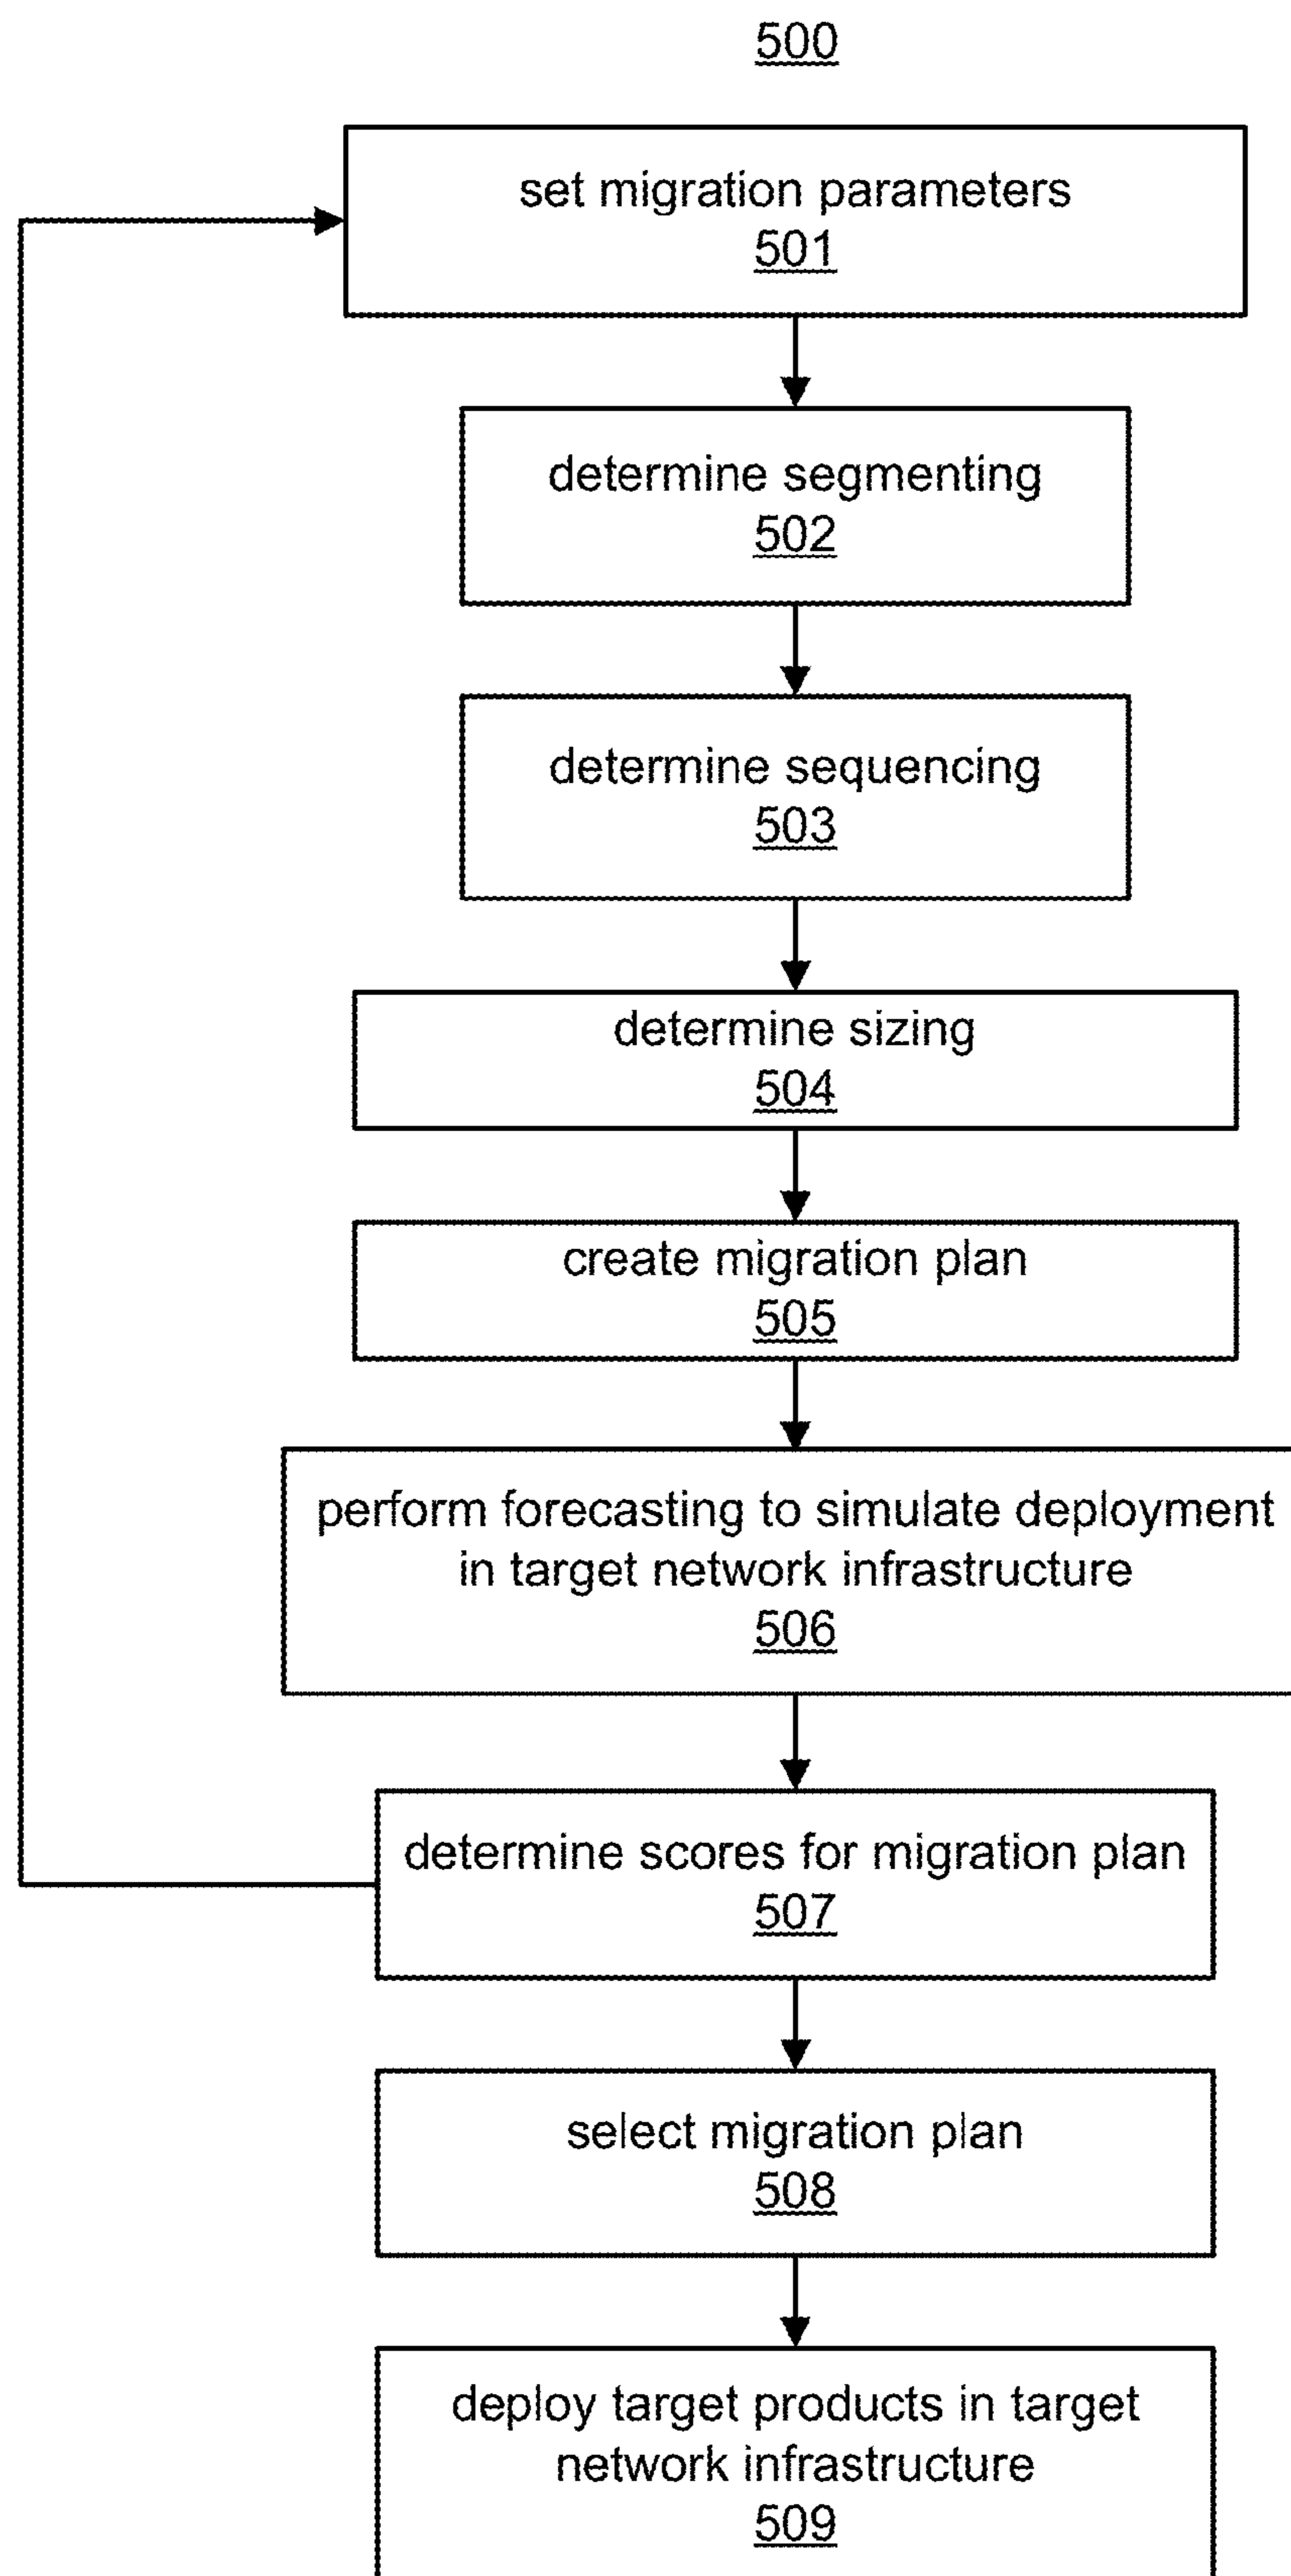 500
set migration parameters
501
determine segmenting
502
determine sequencing
503
determine sizing
504
create migration plan
505
perform forecasting to simulate deployment
in target network infrastructure
506
determine scores for migration plan
507
select migration plan
508
deploy target products in target
network infrastructure
509